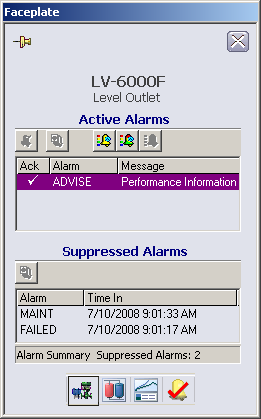 Faceplate
LV-6000F
Level Outlet
Active Alarms
Ack Alarm Message
ADVISE Performance Information
Suppressed Alarms
Alarm Time In
MAINT 7/10/2008 9:01:33 AM
FAILED 7/10/2008 9:01:17 AM
Alarm Summary Suppressed Alarms: 2